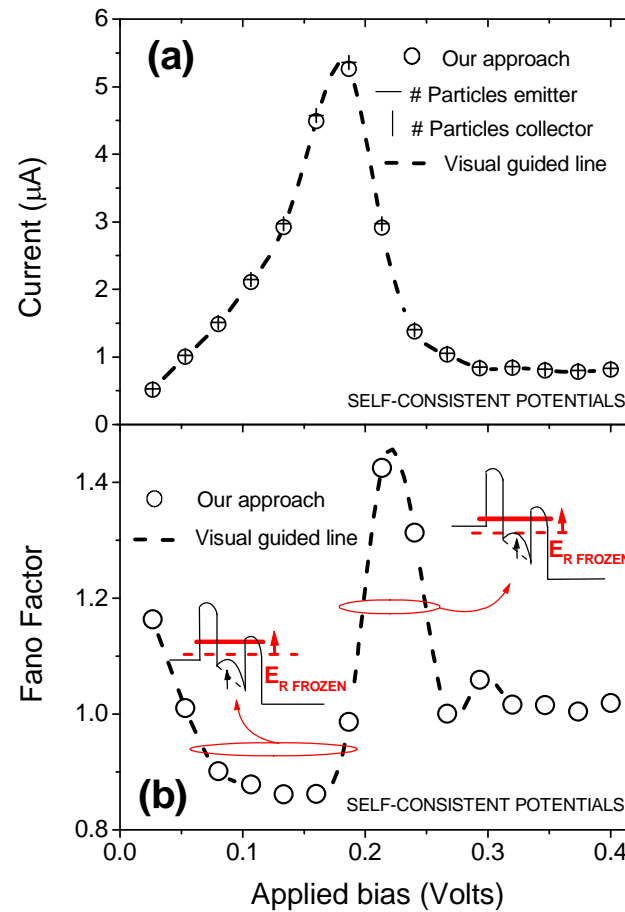 (a)
Our approach
# Particles emitter
# Particles collector
Visual guided line
6
5
4
3
2
1
0
Current (μA)
SELF-CONSISTENT POTENTIALS
Our approach
Visual guided line
E_R FROZEN
E_R FROZEN
1.4
1.2
1.0
0.8
Fano Factor
(b)
SELF-CONSISTENT POTENTIALS
0.0 0.1 0.2 0.3 0.4
Applied bias (Volts)